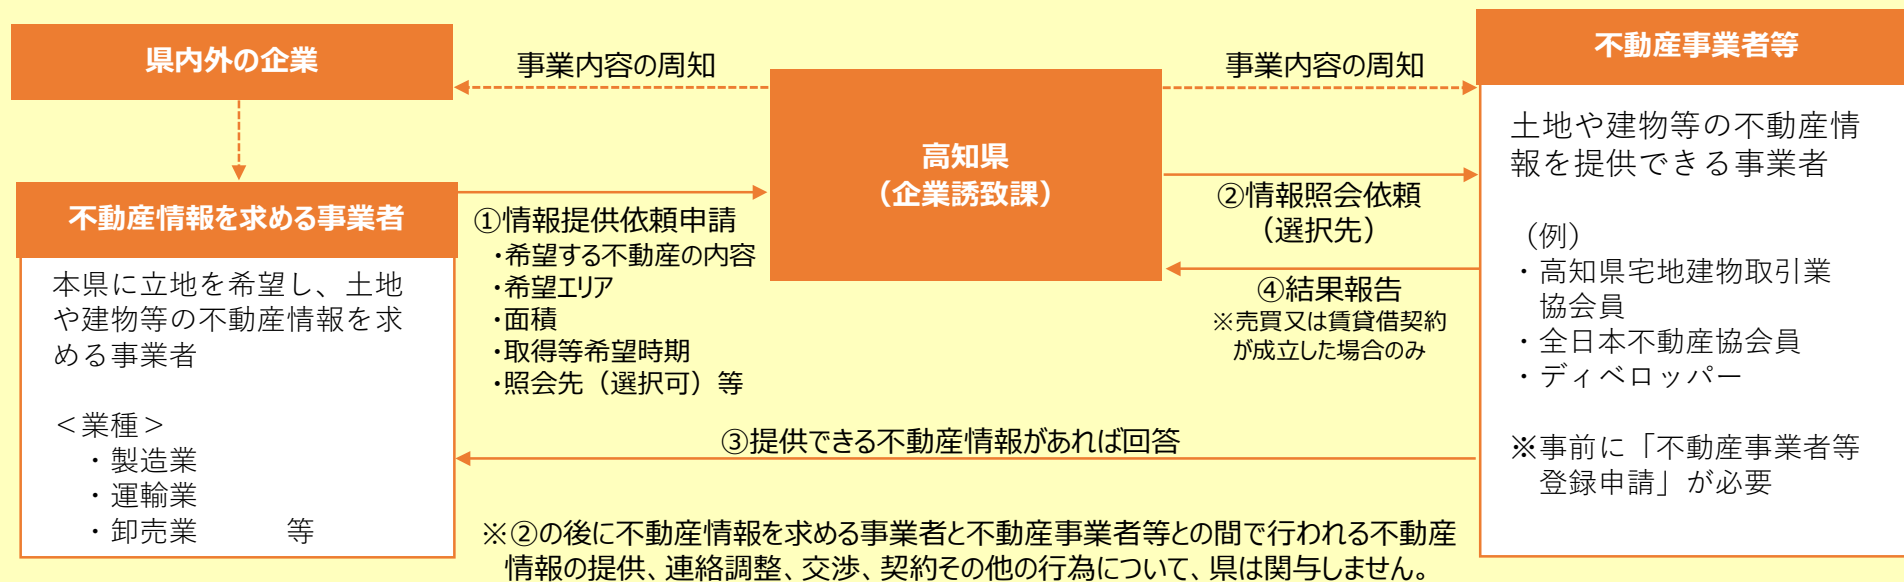 県内外の企業
事業内容の周知
高知県
（企業誘致課）
事業内容の周知
不動産事業者等
不動産情報を求める事業者
本県に立地を希望し、土地
や建物等の不動産情報を求
める事業者
＜業種＞
・製造業
・運輸業
・卸売業　　　等
①情報提供依頼申請
・希望する不動産の内容
・希望エリア
・面積
・取得等希望時期
・照会先（選択可）等
②情報照会依頼
（選択先）
④結果報告
※売買又は賃貸借契約
が成立した場合のみ
土地や建物等の不動産情
報を提供できる事業者
（例）
・高知県宅地建物取引業
協会員
・全日本不動産協会員
・ディベロッパー
※事前に「不動産事業者等
登録申請」が必要
③提供できる不動産情報があれば回答
※②の後に不動産情報を求める事業者と不動産事業者等との間で行われる不動産
情報の提供、連絡調整、交渉、契約その他の行為について、県は関与しません。